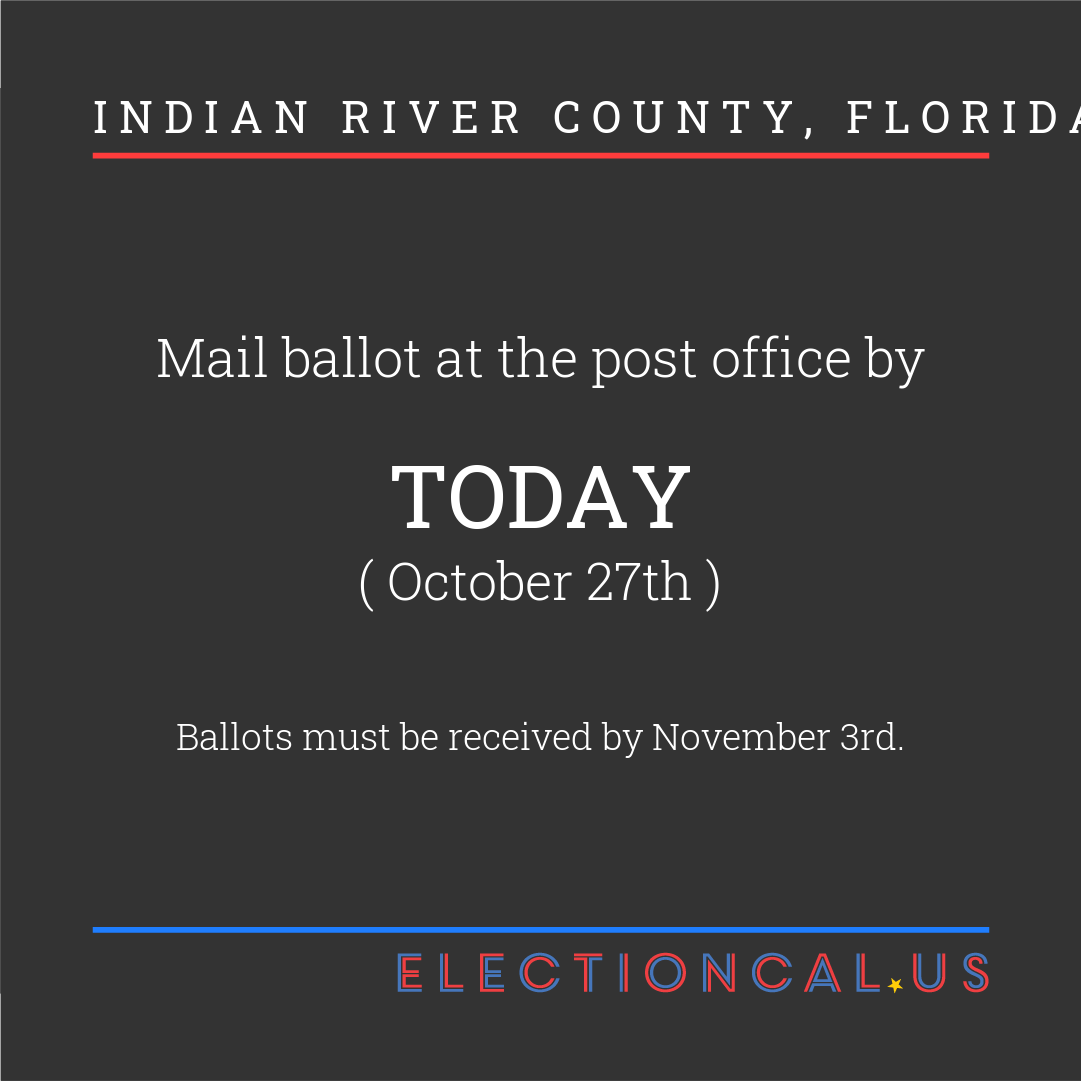 INDIAN RIVER COUNTY, FLORIDA
Mail ballot at the post office by
TODAY
( October 27th )
Ballots must be received by November 3rd.
ELECTIONCAL.US